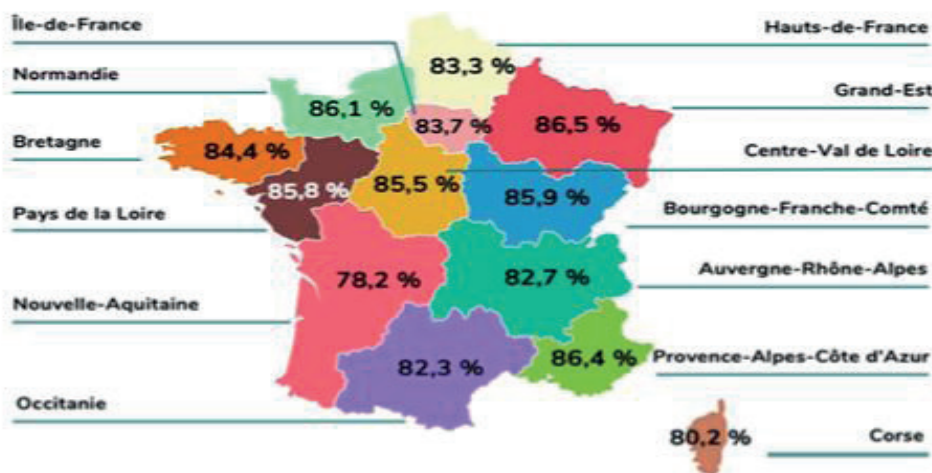 Île-de-France
Hauts-de-France
83,3 %
Normandie
Grand-Est
86,1 %
83,7 %
86,5 %
Bretagne
84,4 %
Centre-Val de Loire
85,8 %
85,5 %
85,9 %
Pays de la Loire
Bourgogne-Franche-Comté
78,2 %
82,7 %
Auvergne-Rhône-Alpes
Nouvelle-Aquitaine
82,3 %
86,4 %
Provence-Alpes-Côte d'Azur
Occitanie
80,2 %
Corse